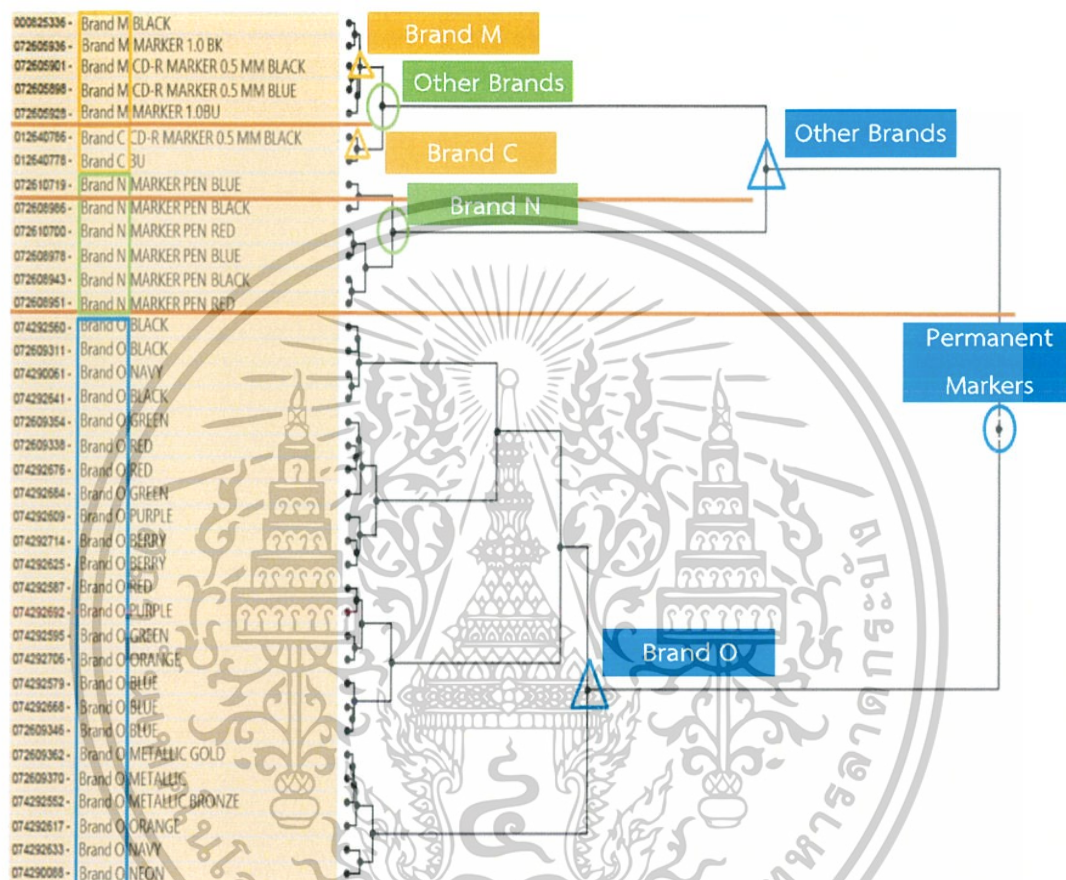 000825336 - Brand M BLACK
072605936 - Brand M MARKER 1.0 BK
072605901 - Brand M CD-R MARKER 0.5 MM BLACK
072605898 - Brand M CD-R MARKER 0.5 MM BLUE
072605928 - Brand M MARKER 1.0BU
012640786 - Brand C CD-R MARKER 0.5 MM BLACK
012640778 - Brand C BU
072610719 - Brand N MARKER PEN BLUE
072608986 - Brand N MARKER PEN BLACK
072610700 - Brand N MARKER PEN RED
072608978 - Brand N MARKER PEN BLUE
072608943 - Brand N MARKER PEN BLACK
072608951 - Brand N MARKER PEN RED
074292560 - Brand O BLACK
072609311 - Brand O BLACK
074290061 - Brand O NAVY
074292641 - Brand O BLACK
072609354 - Brand O GREEN
072609338 - Brand O RED
074292676 - Brand O RED
074292684 - Brand O GREEN
074292609 - Brand O PURPLE
074292714 - Brand O BERRY
074292625 - Brand O BERRY
074292587 - Brand O RED
074292692 - Brand O PURPLE
074292595 - Brand O GREEN
074292706 - Brand O ORANGE
074292579 - Brand O BLUE
074292668 - Brand O BLUE
072609346 - Brand O BLUE
072609362 - Brand O METALLIC GOLD
072609370 - Brand O METALLIC
074292552 - Brand O METALLIC BRONZE
074292617 - Brand O ORANGE
074292633 - Brand O NAVY
074290088 - Brand O NEON
Brand M
Other Brands
Brand C
Brand N
Other Brands
Permanent
Markers
Brand O